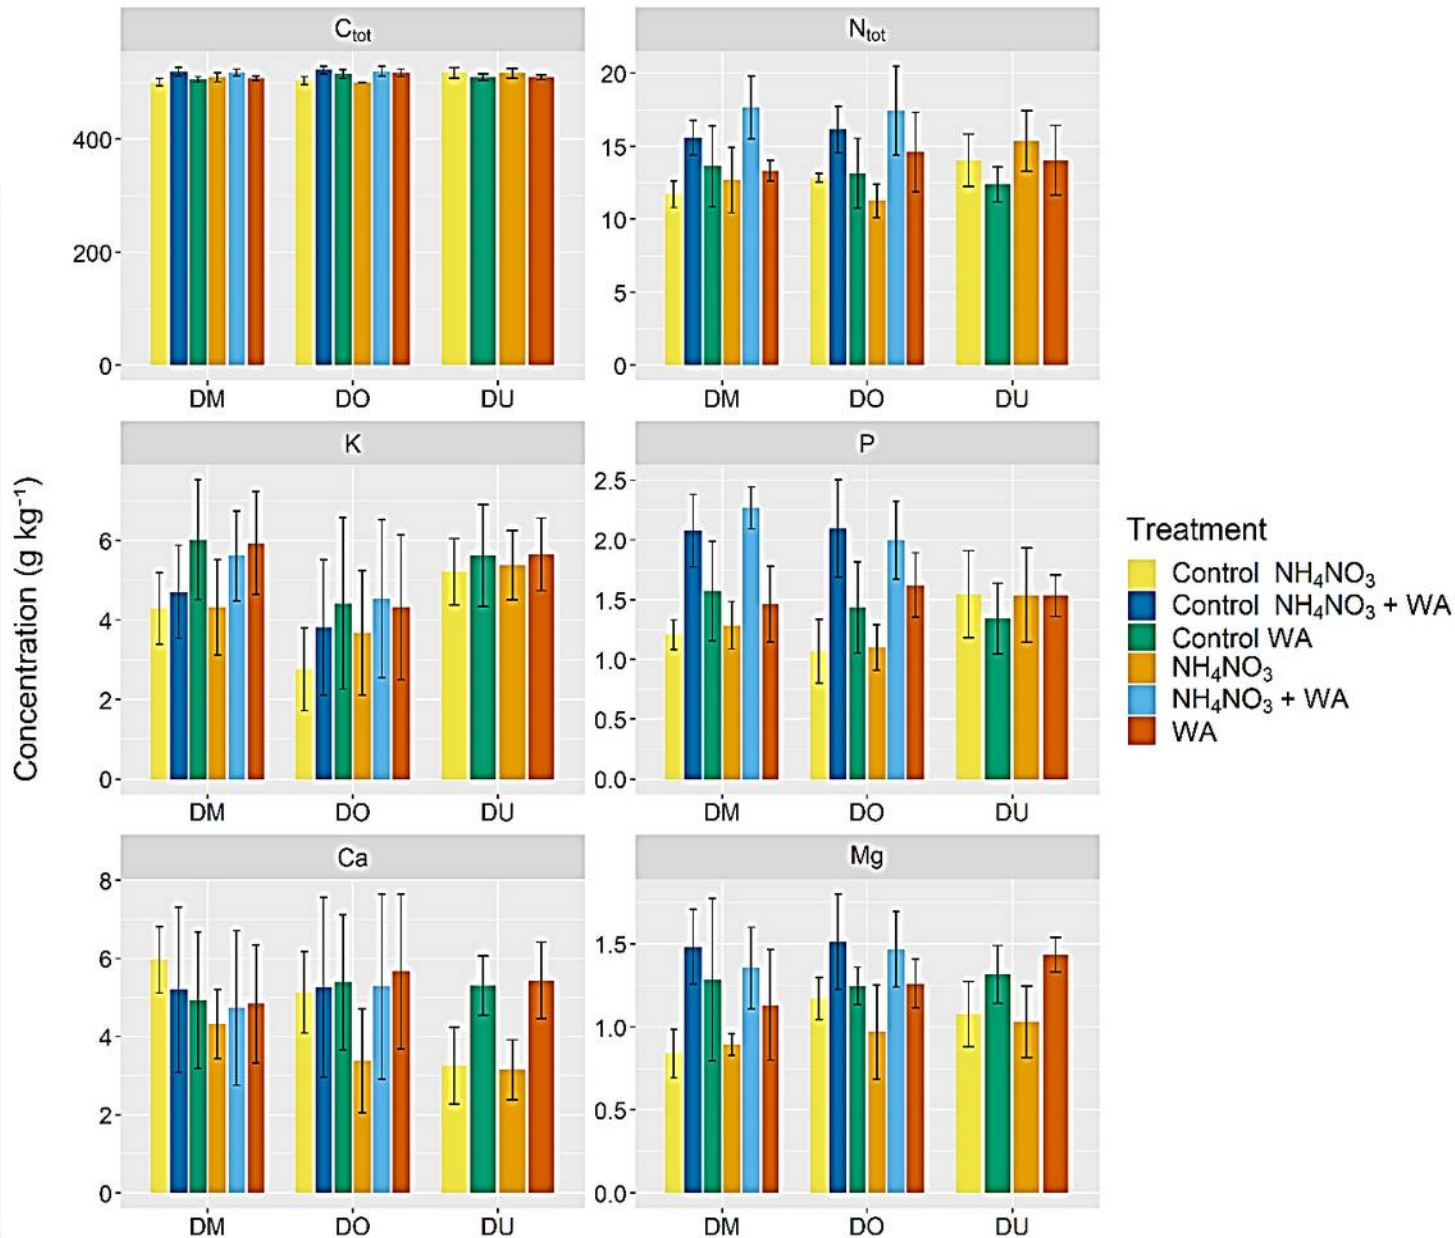 C_tot
N_tot
400
200
0
20
15
10
5
0
DM DO DU
DM DO DU
K
P
6
4
2
0
2.5
2.0
1.5
1.0
0.5
0.0
DM DO DU
DM DO DU
Ca
Mg
8
6
4
2
0
1.5
1.0
0.5
0.0
DM DO DU
DM DO DU
Concentration (g kg⁻¹)
Treatment
Control NH₄NO₃
Control NH₄NO₃ + WA
Control WA
NH₄NO₃
NH₄NO₃ + WA
WA